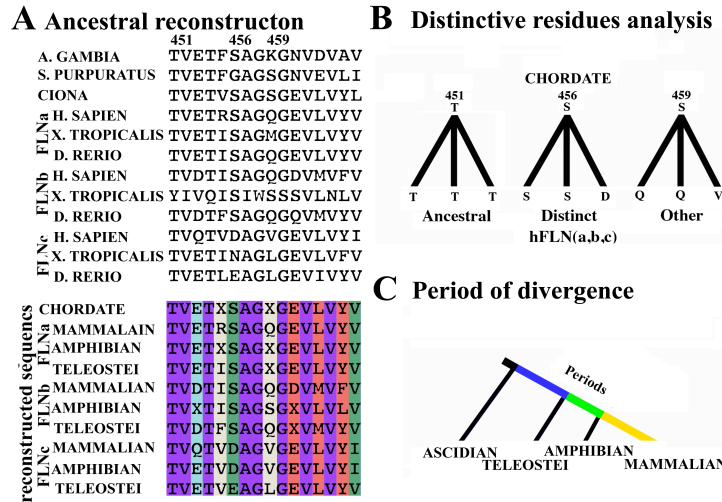 A Ancestral reconstructon
451 456 459
A. GAMBIA TVETFSAGKGNVDVAV
S. PURPURATUS TVETFSAGSGNVEVLI
CIONA TVETVSAGSGEVLVYL
FLNa
H. SAPIEN TVETRSAGQGEVLVYV
X. TROPICALIS TVETISAGMGEVLVYV
D. RERIO TVETISAGQGEVLVYV
FLNb
H. SAPIEN TVDTISAGQGDVMVFV
X. TROPICALIS YIVQISIWSSSVLNLV
D. RERIO TVDTFSAGQGQVMVYV
FLNc
H. SAPIEN TVQTVDAGVGEVLVYI
X. TROPICALIS TVETINAGLGEVLVFV
D. RERIO TVETLEAGLGEVIVYV
reconstructed sequencs
CHORDATE TVETXSAGXGEVLVYV
FLNa
MAMMALAIN TVETRSAGQGEVLVYV
AMPHIBIAN TVETISAGXGEVLVYV
TELEOSTEI TVETISAGQGEVLVYV
FLNb
MAMMALIAN TVDTISAGQGDVMVFV
AMPHIBIAN TVXTISAGSGXVLVLV
TELEOSTEI TVDTFSAGQGXVMVYV
FLNc
MAMMALIAN TVQTVDAGVGEVLVYI
AMPHIBIAN TVETVDAGVGEVLVYI
TELEOSTEI TVETVEAGLGEVLVYV
B Distinctive residues analysis
CHORDATE
451 456 459
T S S
T T T S S D Q Q V
Ancestral Distinct Other
hFLN(a,b,c)
C Period of divergence
Periods
ASCIDIAN
TELEOSTEI
AMPHIBIAN
MAMMALIAN